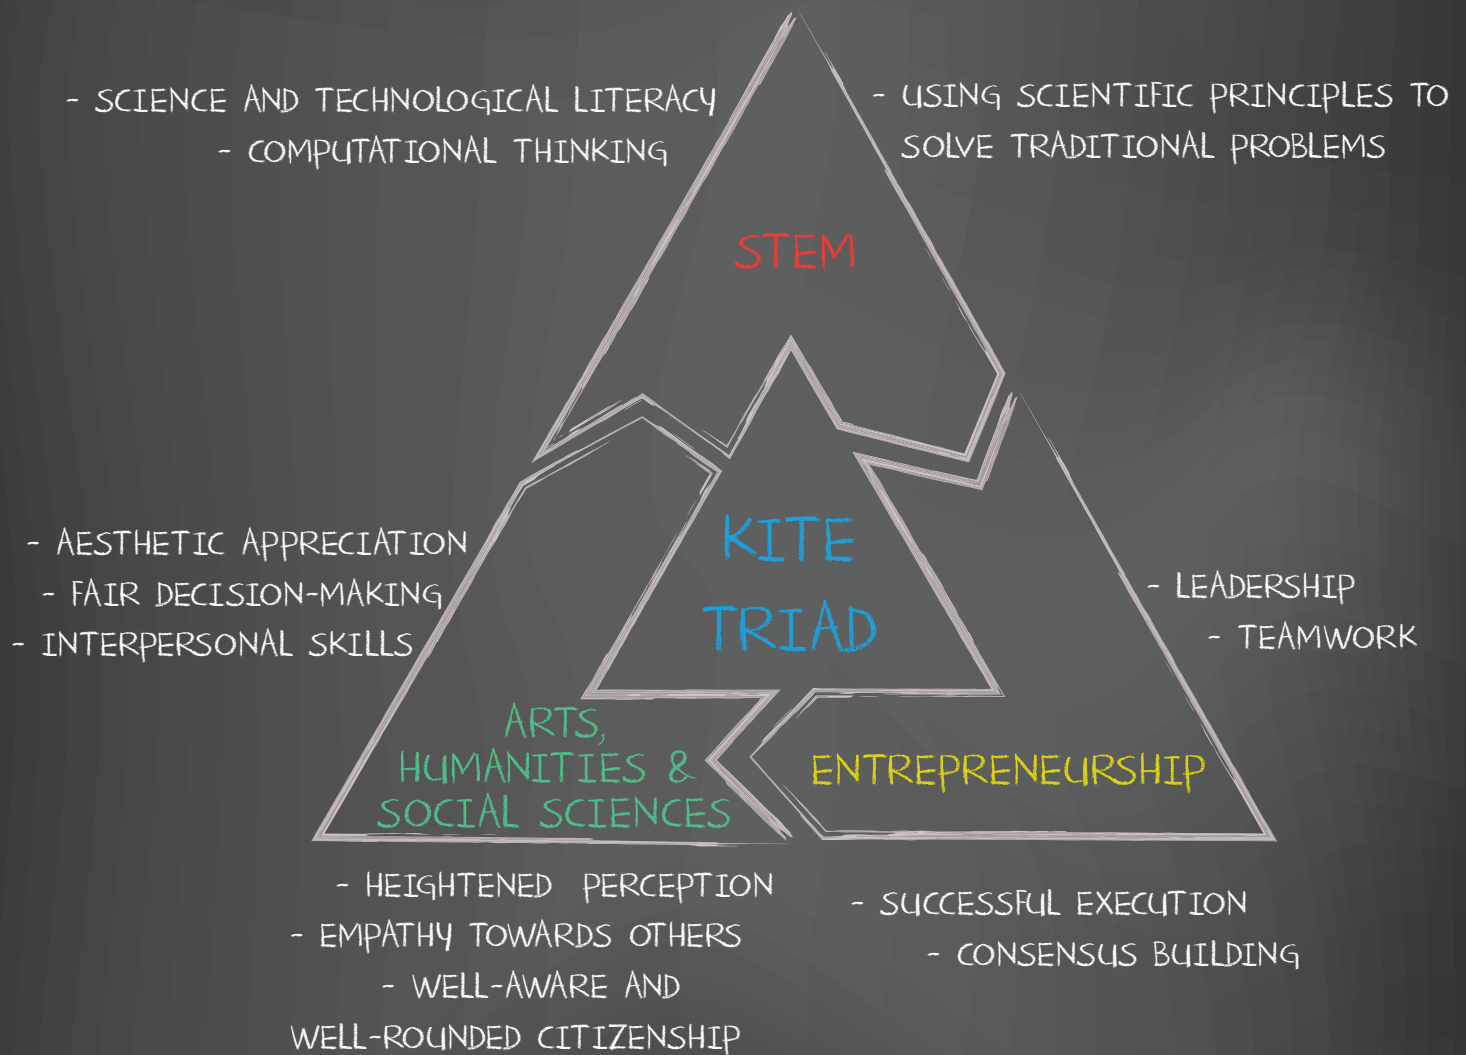 - SCIENCE AND TECHNOLOGICAL LITERACY
- COMPUTATIONAL THINKING
- USING SCIENTIFIC PRINCIPLES TO
SOLVE TRADITIONAL PROBLEMS
STEM
KITE
TRIAD
- AESTHETIC APPRECIATION
- FAIR DECISION-MAKING
- INTERPERSONAL SKILLS
- LEADERSHIP
- TEAMWORK
ARTS,
HUMANITIES &
SOCIAL SCIENCES
ENTREPRENEURSHIP
- HEIGHTENED PERCEPTION
- EMPATHY TOWARDS OTHERS
- WELL-AWARE AND
WELL-ROUNDED CITIZENSHIP
- SUCCESSFUL EXECUTION
- CONSENSUS BUILDING